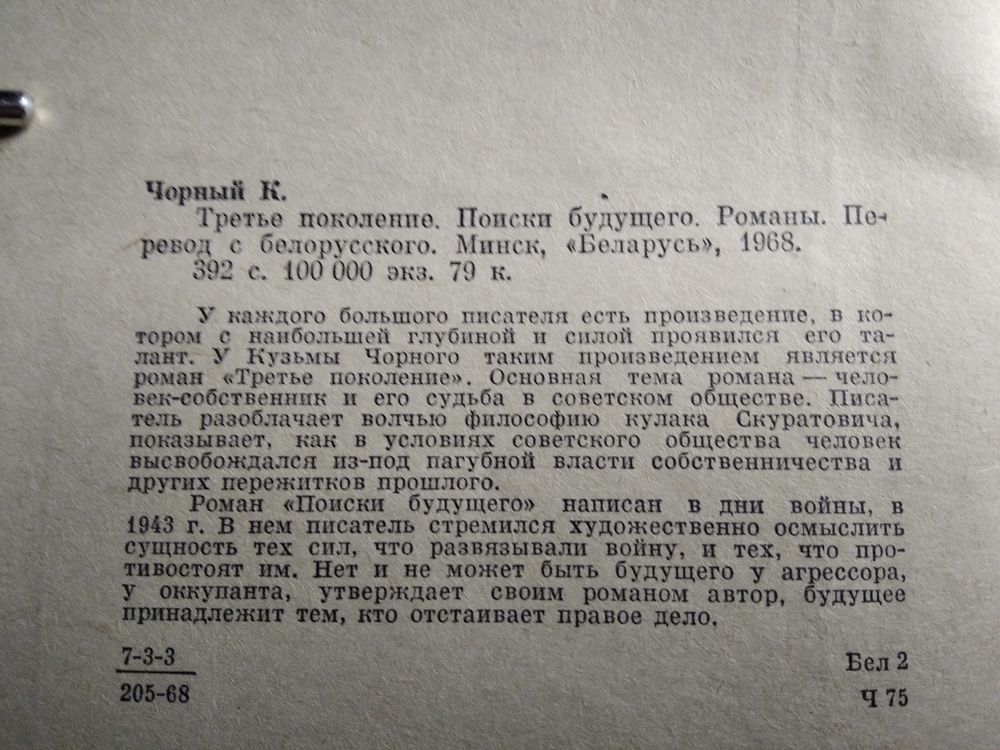 Чорный К.
Третье поколение. Поиски будущего. Романы. Пе-
ревод с белорусского. Минск, «Беларусь», 1968.
392 с. 100 000 экз. 79 к.
У каждого большого писателя есть произведение, в ко-
тором с наибольшей глубиной и силой проявился его та-
лант. У Кузьмы Чорного таким произведением является
роман «Третье поколение». Основная тема романа — чело-
век-собственник и его судьба в советском обществе. Писа-
тель разоблачает волчью философию кулака Скуратовича,
показывает, как в условиях советского общества человек
высвобождался из-под пагубной власти собственничества и
других пережитков прошлого.
Роман «Поиски будущего» написан в дни войны, в
1943 г. В нем писатель стремился художественно осмыслить
сущность тех сил, что развязывали войну, и тех, что про-
тивостоят им. Нет и не может быть будущего у агрессора,
у оккупанта, утверждает своим романом автор, будущее
принадлежит тем, кто отстаивает правое дело.
7-3-3 Бел 2
205-68 Ч 75